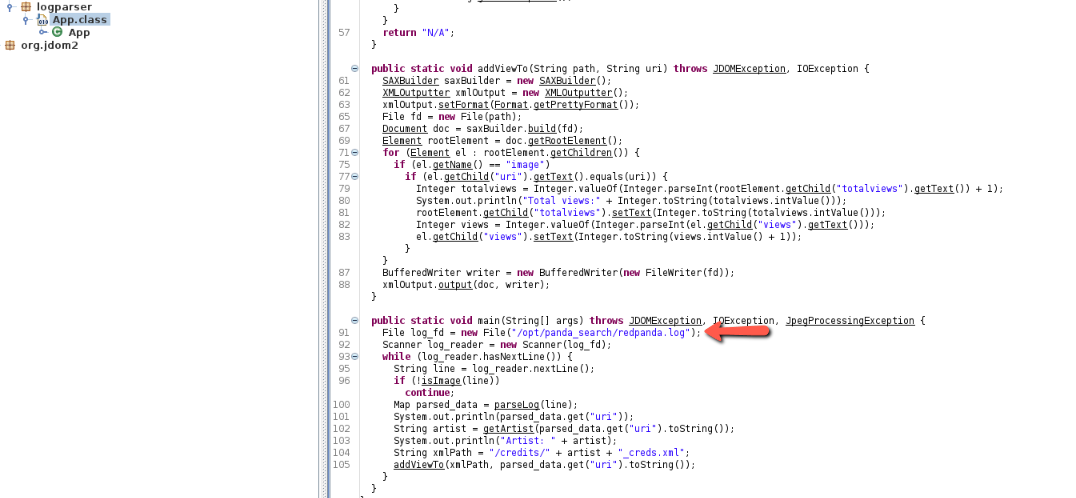 logparser
App.class
App
org.jdom2
}
}
57 return "N/A";
}
public static void addViewTo(String path, String uri) throws JDOMException, IOException {
61 SAXBuilder saxBuilder = new SAXBuilder();
62 XMLOutputter xmlOutput = new XMLOutputter();
63 xmlOutput.setFormat(Format.getPrettyFormat());
65 File fd = new File(path);
67 Document doc = saxBuilder.build(fd);
69 Element rootElement = doc.getRootElement();
71 for (Element el : rootElement.getChildren()) {
75 if (el.getName() == "image")
77 if (el.getChild("uri").getText().equals(uri)) {
79 Integer totalviews = Integer.valueOf(Integer.parseInt(rootElement.getChild("totalviews").getText()) + 1);
80 System.out.println("Total views:" + Integer.toString(totalviews.intValue()));
81 rootElement.getChild("totalviews").setText(Integer.toString(totalviews.intValue()));
82 Integer views = Integer.valueOf(Integer.parseInt(el.getChild("views").getText()));
83 el.getChild("views").setText(Integer.toString(views.intValue() + 1));
}
}
87 BufferedWriter writer = new BufferedWriter(new FileWriter(fd));
88 xmlOutput.output(doc, writer);
}
public static void main(String[] args) throws JDOMException, IOException, JpegProcessingException {
91 File log_fd = new File("/opt/panda_search/redpanda.log");
92 Scanner log_reader = new Scanner(log_fd);
93 while (log_reader.hasNextLine()) {
95 String line = log_reader.nextLine();
96 if (!isImage(line))
continue;
100 Map parsed_data = parseLog(line);
101 System.out.println(parsed_data.get("uri"));
102 String artist = getArtist(parsed_data.get("uri").toString());
103 System.out.println("Artist: " + artist);
104 String xmlPath = "/credits/" + artist + "_creds.xml";
105 addViewTo(xmlPath, parsed_data.get("uri").toString());
}
}